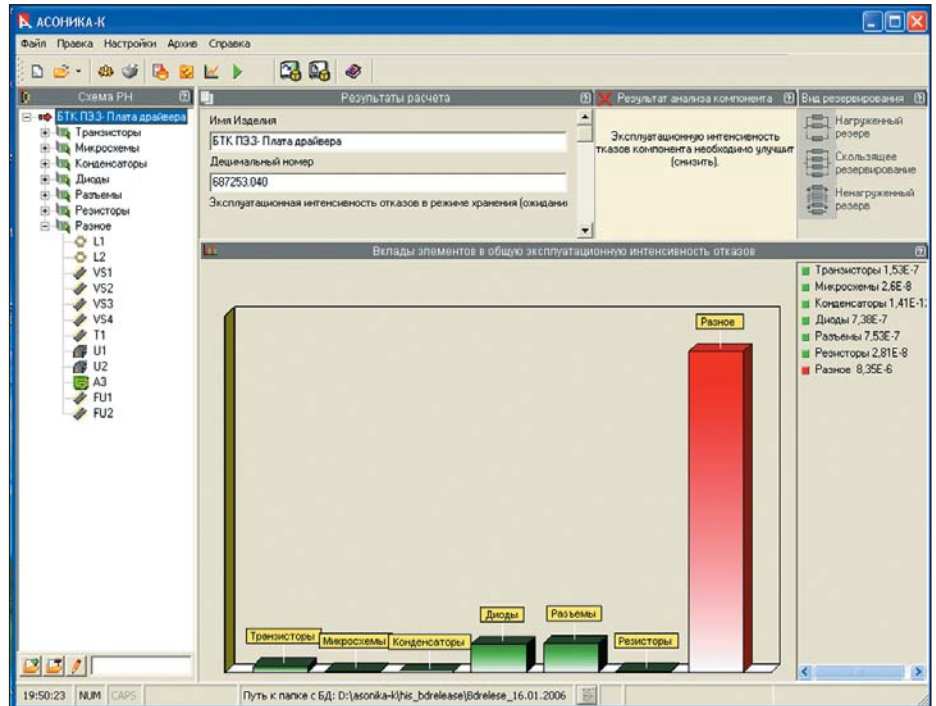 АСОНИКА-К
Файл Правка Настройки Архив Справка
Схема РН
БТК ПЭЭ- Плата драйвера
Транзисторы
Микросхемы
Конденсаторы
Диоды
Разъемы
Резисторы
Разное
L1
L2
VS1
VS2
VS3
VS4
T1
U1
U2
A3
FU1
FU2
Результаты расчета
Имя Изделия
БТК ПЭЭ- Плата драйвера
Децимальный номер
687253.040
Эксплуатационная интенсивность отказов в режиме хранения (ожидани
Результат анализа компонента
Эксплуатационную интенсивность
тказов компонента необходимо улучшит
(снизить).
Вид резервирования
Нагруженный
резерв
Скользящее
резервирование
Ненагруженный
резерв
Вклады элементов в общую эксплуатационную интенсивность отказов
Транзисторы
Микросхемы
Конденсаторы
Диоды
Разъемы
Резисторы
Разное
Транзисторы 1,53E-7
Микросхемы 2,6E-8
Конденсаторы 1,41E-1
Диоды 7,38E-7
Разъемы 7,53E-7
Резисторы 2,81E-8
Разное 8,35E-6
19:50:23 NUM CAPS Путь к папке с БД: D:\asonika-k\his_bdrelease\Bdrelese_16.01.2006